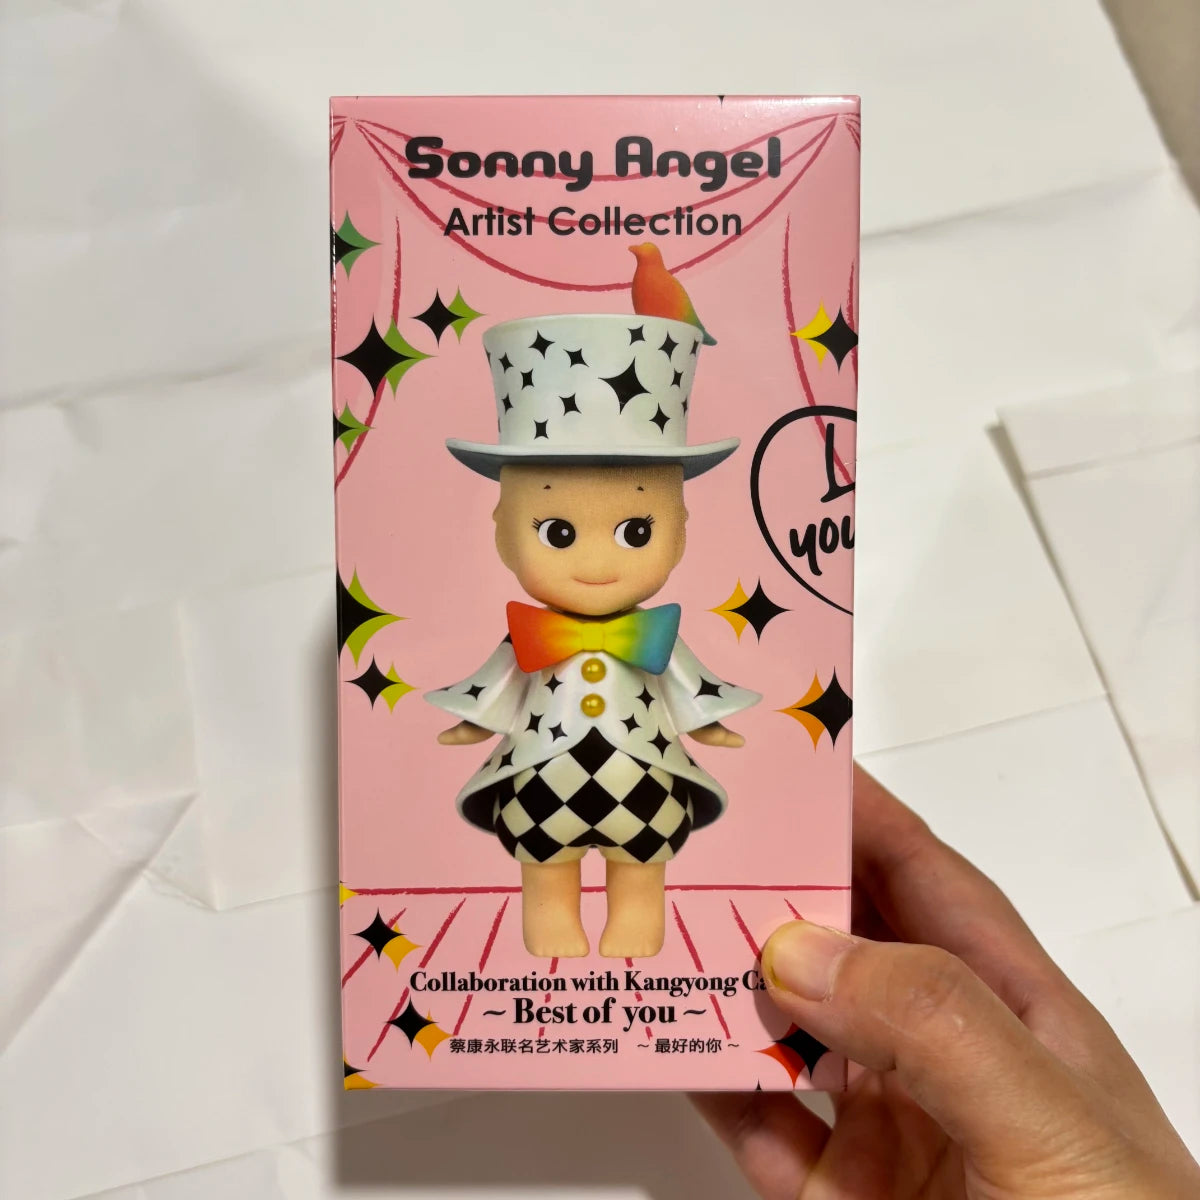 Sonny Angel
Artist Collection
I
you
Collaboration with Kangyong
~ Best of you ~
蔡康永联名艺术家系列 ~ 最好的你 ~